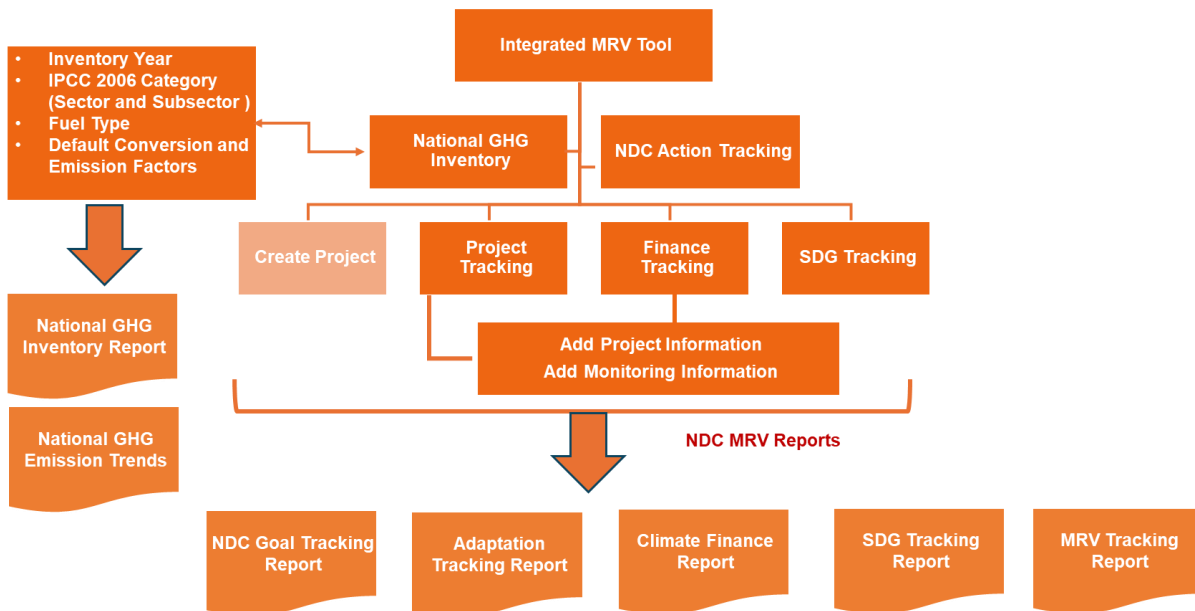 Integrated MRV Tool
• Inventory Year
• IPCC 2006 Category
(Sector and Subsector )
• Fuel Type
• Default Conversion and
Emission Factors
National GHG
Inventory
NDC Action Tracking
Create Project
Project
Tracking
Finance
Tracking
SDG Tracking
Add Project Information
Add Monitoring Information
National GHG
Inventory Report
National GHG
Emission Trends
NDC MRV Reports
NDC Goal Tracking
Report
Adaptation
Tracking Report
Climate Finance
Report
SDG Tracking
Report
MRV Tracking
Report